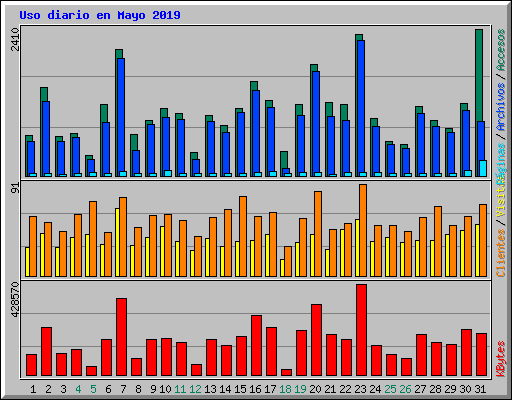 Uso diario en Mayo 2019
2410
91
428570
Páginas / Archivos / Accesos
Clientes / Visitas
KBytes
1 2 3 4 5 6 7 8 9 10 11 12 13 14 15 16 17 18 19 20 21 22 23 24 25 26 27 28 29 30 31